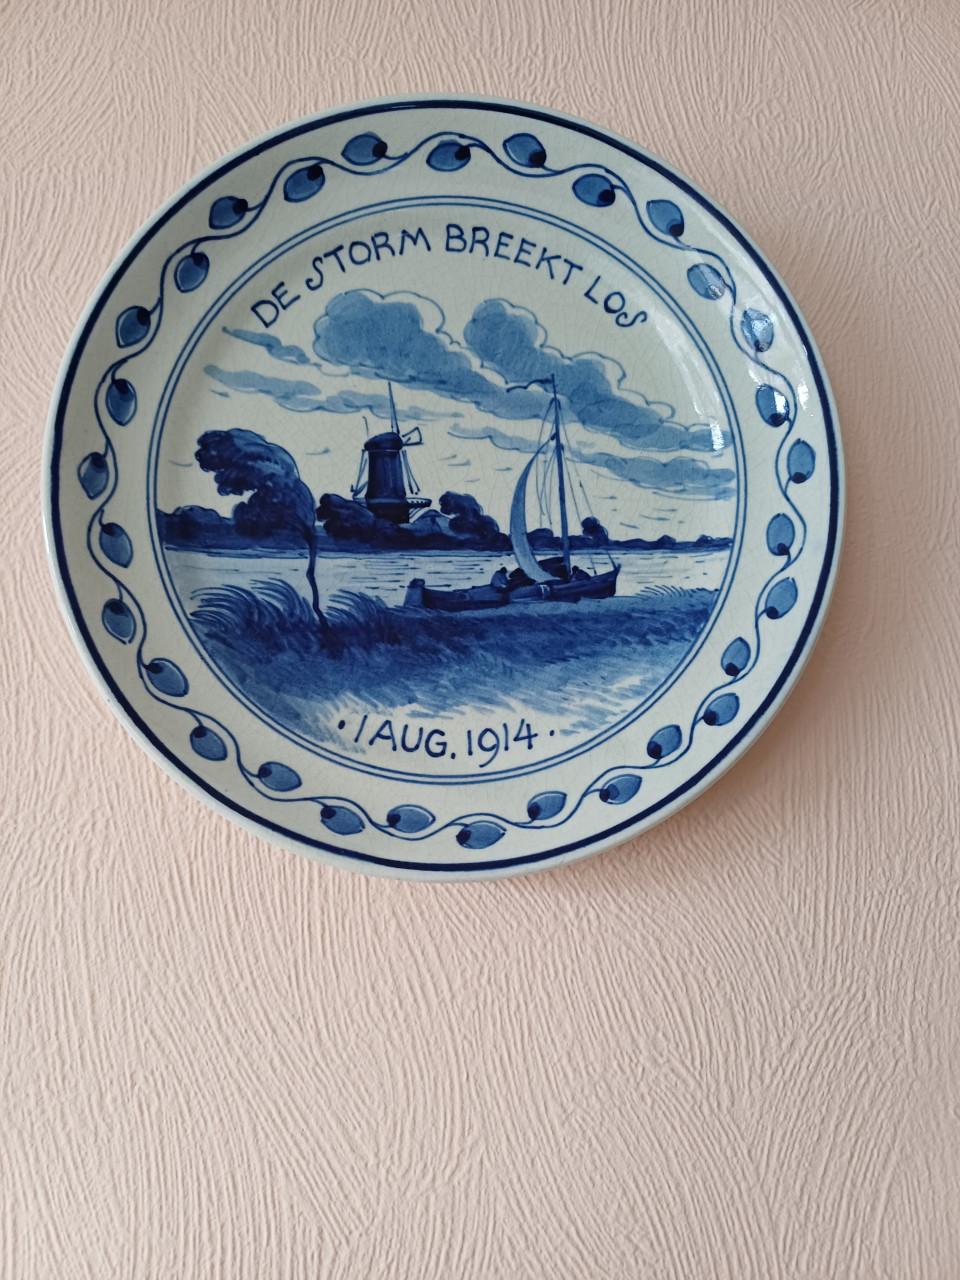 DE STORM BREEKT LOS
· 1 AUG. 1914 ·